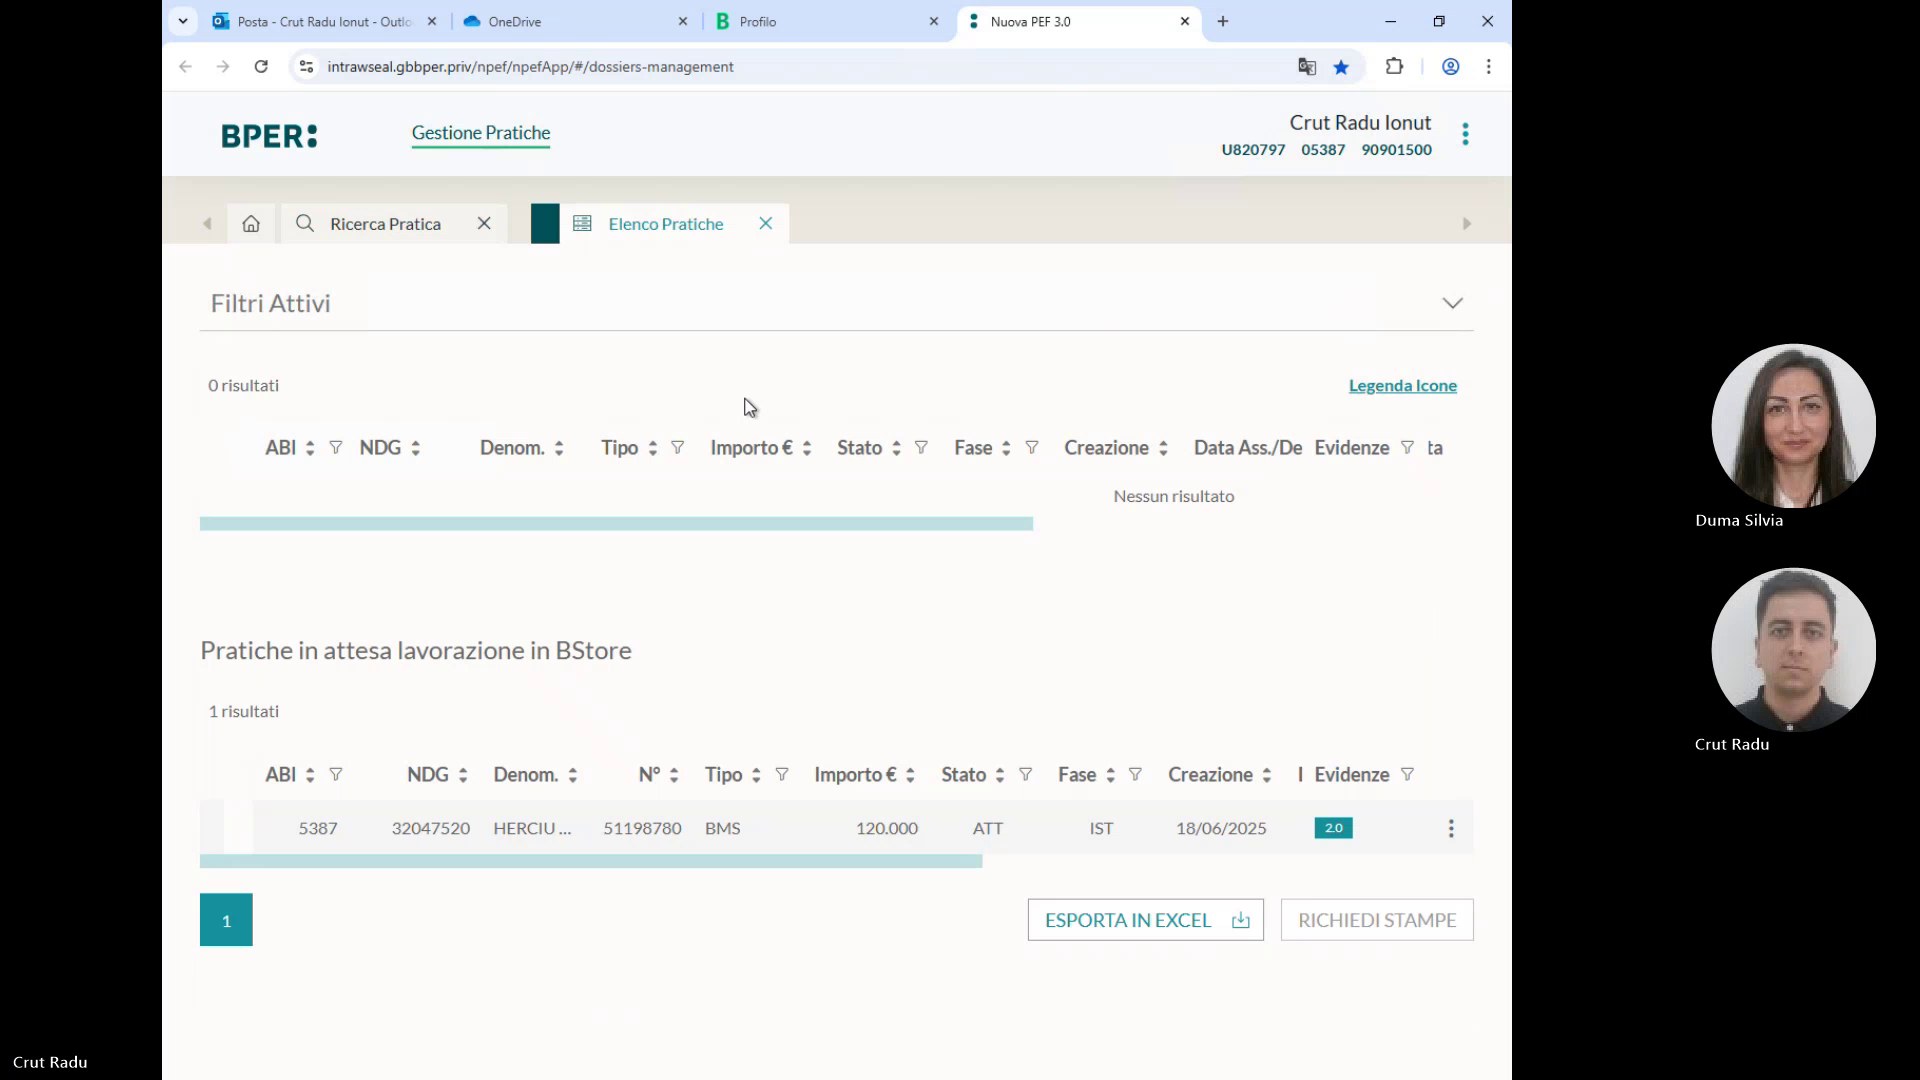 Posta - Crut Radu Ionut - Outlo
OneDrive
Profilo
Nuova PEF 3.0
intrawseal.gbbper.priv/npef/npefApp/#/dossiers-management
BPER:
Gestione Pratiche
Crut Radu Ionut
U820797 05387 90901500
Ricerca Pratica
Elenco Pratiche
Filtri Attivi
0 risultati
Legenda Icone
ABI NDG Denom. Tipo Importo € Stato Fase Creazione Data Ass./De Evidenze ta
Nessun risultato
Pratiche in attesa lavorazione in BStore
1 risultati
ABI NDG Denom. N° Tipo Importo € Stato Fase Creazione I Evidenze
5387 32047520 HERCIU ... 51198780 BMS 120.000 ATT IST 18/06/2025 2.0
1
ESPORTA IN EXCEL
RICHIEDI STAMPE
Duma Silvia
Crut Radu
Crut Radu